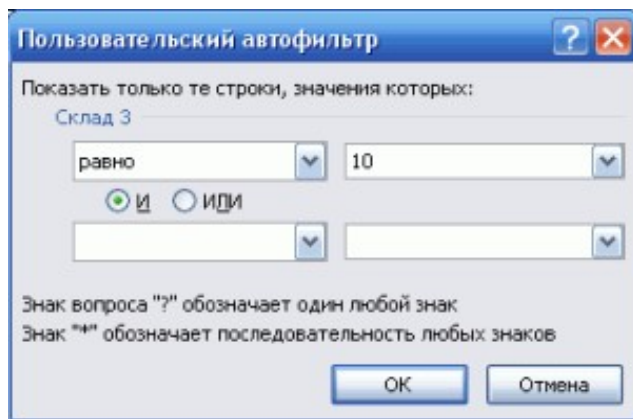 Пользовательский автофильтр
Показать только те строки, значения которых:
Склад 3
равно 10
И ИЛИ
Знак вопроса "?" обозначает один любой знак
Знак "*" обозначает последовательность любых знаков
ОК Отмена